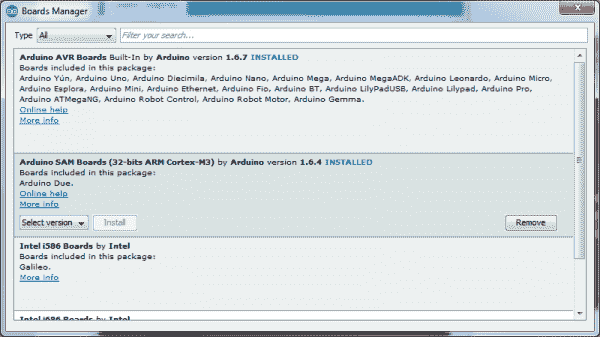 Boards Manager
Type All Filter your search...
Arduino AVR Boards Built-In by Arduino version 1.6.7 INSTALLED
Boards included in this package:
Arduino Yún, Arduino Uno, Arduino Diecimila, Arduino Nano, Arduino Mega, Arduino MegaADK, Arduino Leonardo, Arduino Micro,
Arduino Esplora, Arduino Mini, Arduino Ethernet, Arduino Fio, Arduino BT, Arduino LilyPadUSB, Arduino Lilypad, Arduino Pro,
Arduino ATMegaNG, Arduino Robot Control, Arduino Robot Motor, Arduino Gemma.
Online help
More info
Arduino SAM Boards (32-bits ARM Cortex-M3) by Arduino version 1.6.4 INSTALLED
Boards included in this package:
Arduino Due.
Online help
More info
Select version Install Remove
Intel i586 Boards by Intel
Boards included in this package:
Galileo.
More info
Intel i686 Boards by Intel